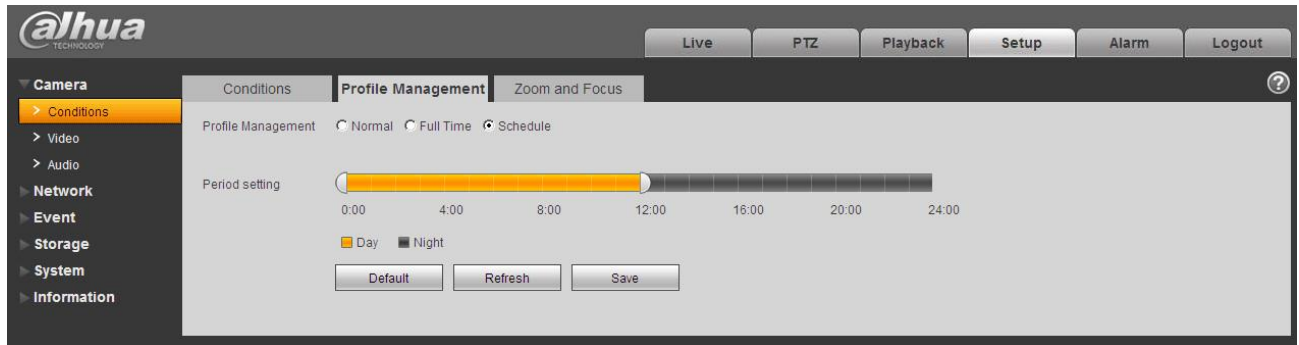 alhua
TECHNOLOGY
Live PTZ Playback Setup Alarm Logout
Camera
Conditions
Video
Audio
Network
Event
Storage
System
Information
Conditions Profile Management Zoom and Focus ?
Profile Management Normal Full Time Schedule
Period setting
0:00 4:00 8:00 12:00 16:00 20:00 24:00
Day Night
Default Refresh Save